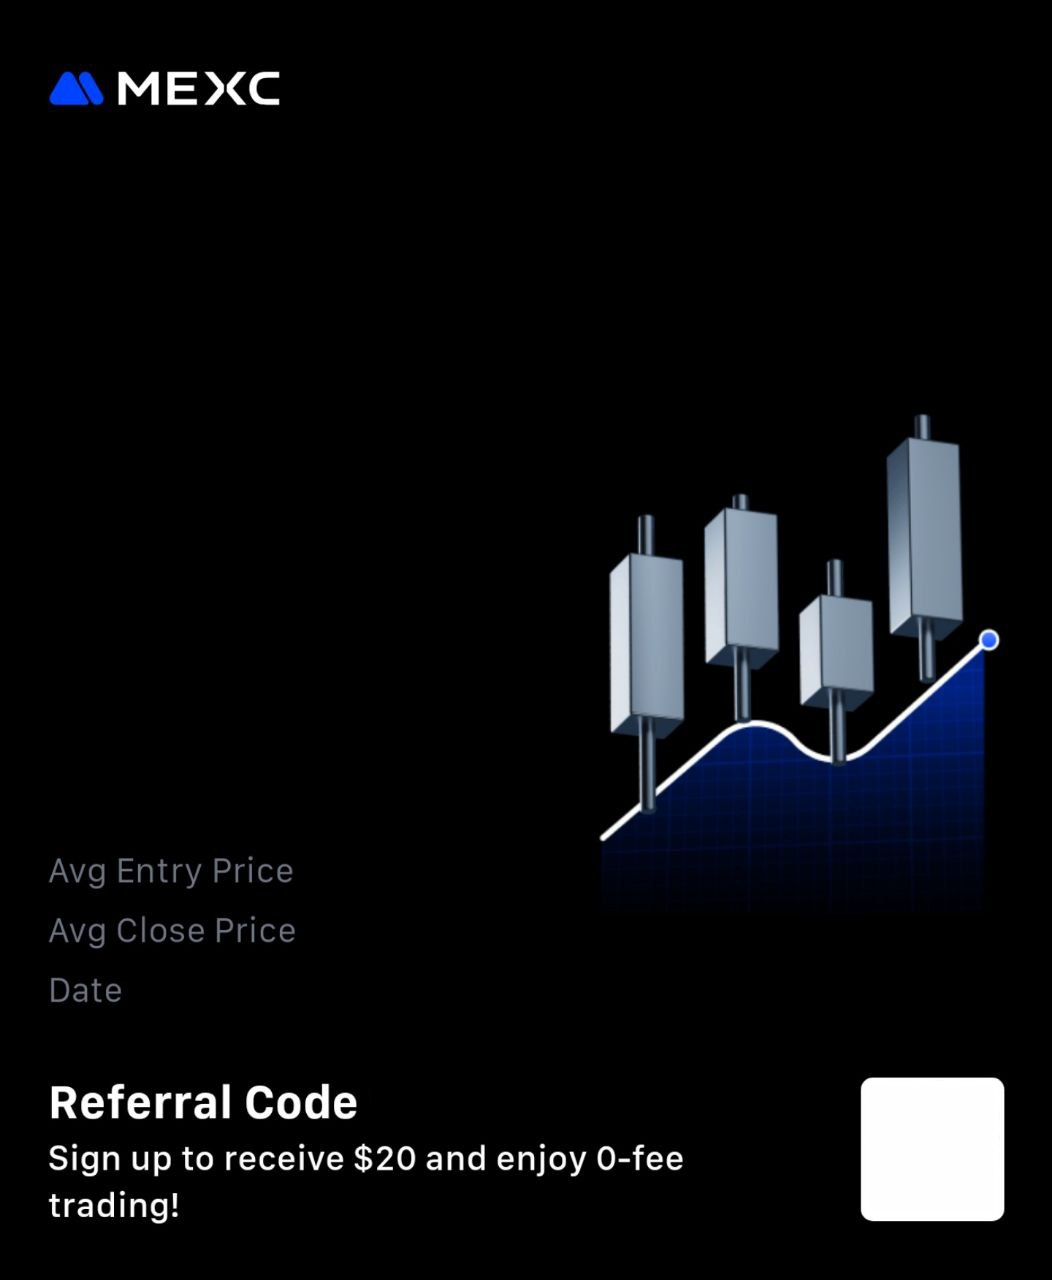 MEXC
Avg Entry Price
Avg Close Price
Date
Referral Code
Sign up to receive $20 and enjoy 0-fee
trading!